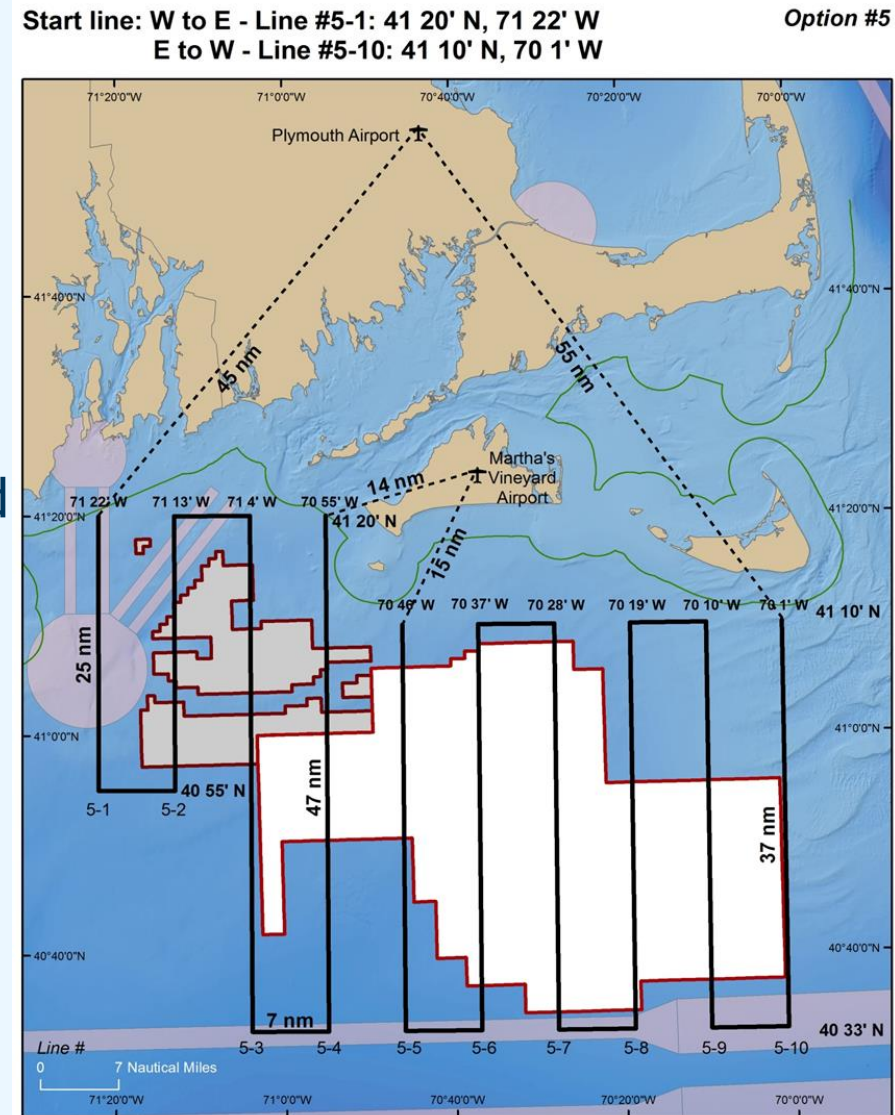 Start line: W to E - Line #5-1: 41 20' N, 71 22' W
Option #5
E to W - Line #5-10: 41 10' N, 70 1' W
71°20'0"W
71°0'0"W
70°40'0"W
70°20'0"W
70°0'0"W
Plymouth Airport
41°40'0"N
41°40'0"N
45 nm
55 nm
Martha's
Vineyard
Airport
14 nm
d
71 22' W
71 13' W
71 4' W
70 55' W
41°20'0"N
41 20' N
41°20'0"N
15 nm
70 46' W
70 37' W
70 28' W
70 19' W
70 10' W
70 1' W
41 10' N
25 nm
41°0'0"N
41°0'0"N
47 nm
40 55' N
5-1
5-2
37 nm
40°40'0"N
40°40'0"N
7 nm
40 33' N
Line #
5-3
5-4
5-5
5-6
5-7
5-8
5-9
5-10
0
7 Nautical Miles
71°20'0"W
71°0'0"W
70°40'0"W
70°20'0"W
70°0'0"W